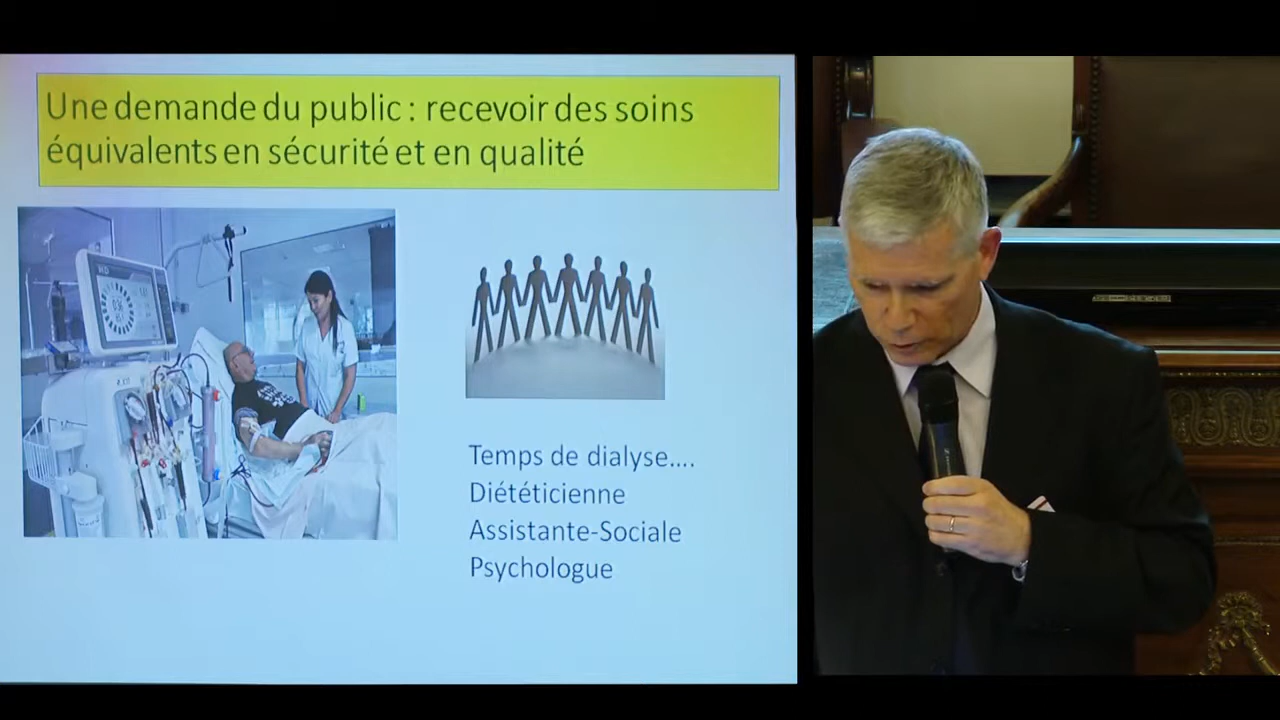 Une demande du public : recevoir des soins
équivalents en sécurité et en qualité
Temps de dialyse....
Diététicienne
Assistante-Sociale
Psychologue